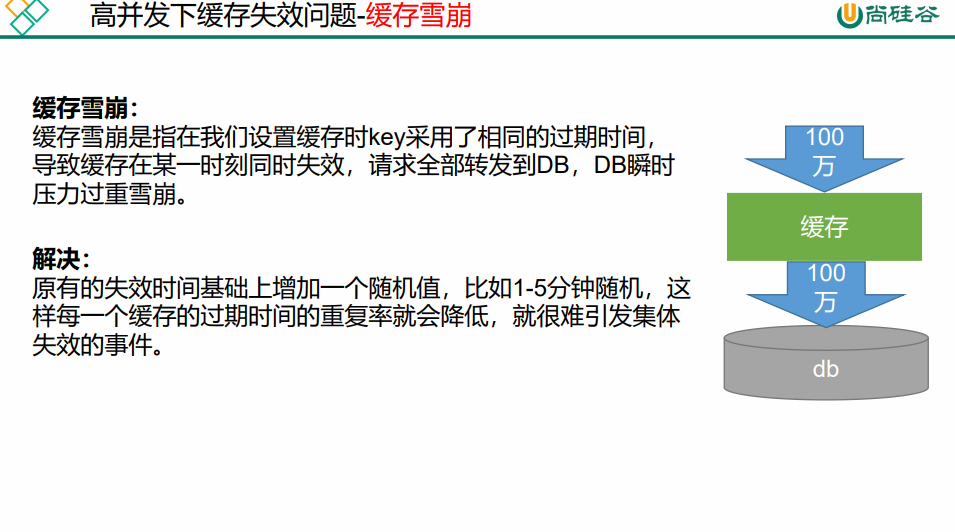 高并发下缓存失效问题-缓存雪崩
尚硅谷
缓存雪崩：
缓存雪崩是指在我们设置缓存时key采用了相同的过期时间，
导致缓存在某一时刻同时失效，请求全部转发到DB，DB瞬时
压力过重雪崩。
解决：
原有的失效时间基础上增加一个随机值，比如1-5分钟随机，这
样每一个缓存的过期时间的重复率就会降低，就很难引发集体
失效的事件。
100
万
缓存
100
万
db